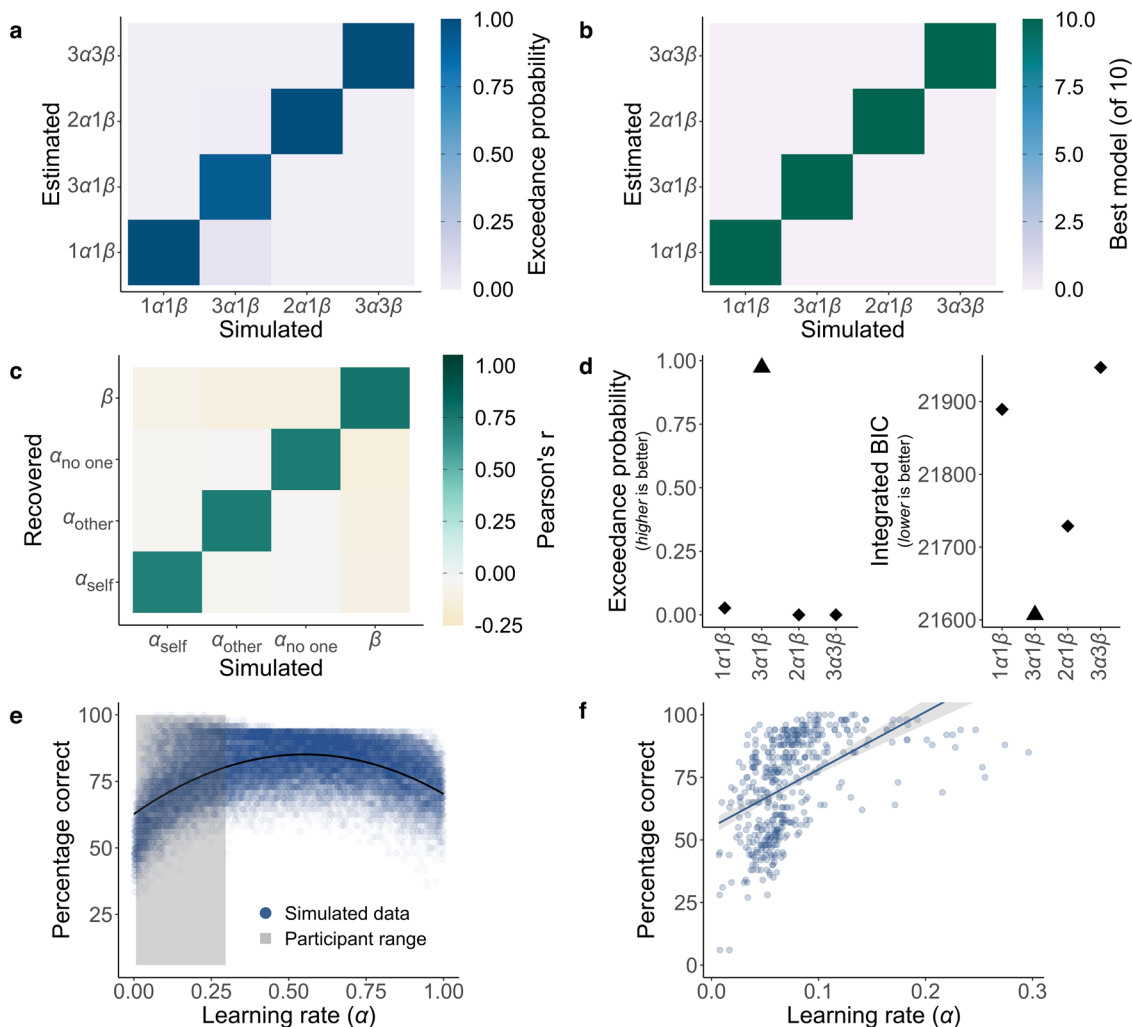 a
Estimated
3α3β
2α1β
3α1β
1α1β
1α1β 3α1β 2α1β 3α3β
Simulated
1.00
0.75
0.50
0.25
0.00
Exceedance probability
b
Estimated
3α3β
2α1β
3α1β
1α1β
1α1β 3α1β 2α1β 3α3β
Simulated
10.0
7.5
5.0
2.5
0.0
Best model (of 10)
c
Recovered
β
αno one
αother
αself
αself αother αno one β
Simulated
1.00
0.75
0.50
0.25
0.00
-0.25
Pearson's r
d
Exceedance probability
(higher is better)
1.00
0.75
0.50
0.25
0.00
1α1β 3α1β 2α1β 3α3β
Integrated BIC
(lower is better)
21900
21800
21700
21600
1α1β 3α1β 2α1β 3α3β
e
Percentage correct
100
75
50
25
Simulated data
Participant range
0.00 0.25 0.50 0.75 1.00
Learning rate (α)
f
Percentage correct
100
75
50
25
0
0.0 0.1 0.2 0.3
Learning rate (α)